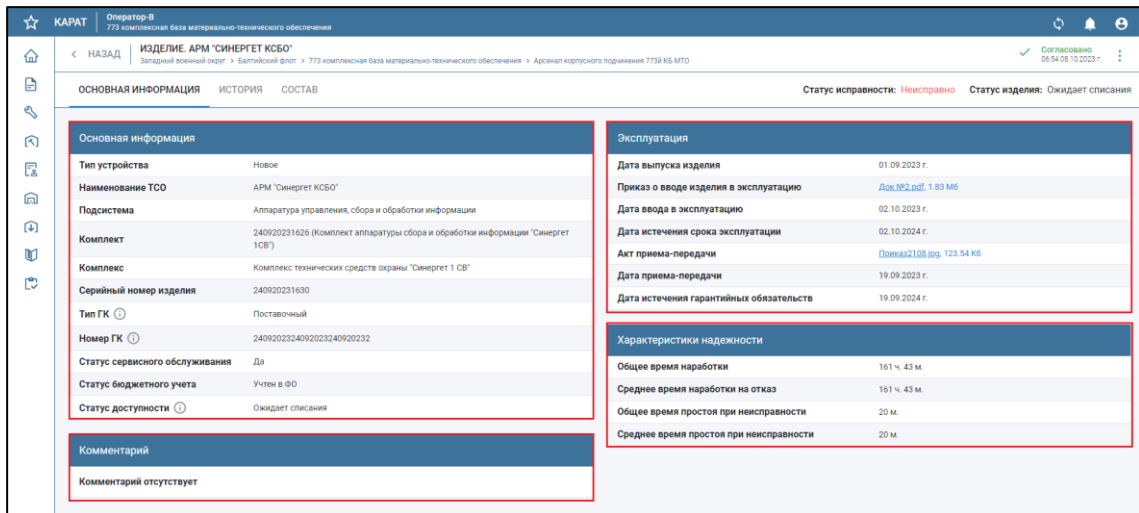 КАРАТ
Оператор-В
773 комплексная база материально-технического обеспечения
НАЗАД
ИЗДЕЛИЕ. АРМ "СИНЕРГЕТ КСБО"
Западный военный округ > Балтийский флот > 773 комплексная база материально-технического обеспечения > Арсенал корпусного подчинения 773й КБ МТО
Согласовано
06:54 08.10.2023 г.
ОСНОВНАЯ ИНФОРМАЦИЯ ИСТОРИЯ СОСТАВ
Статус исправности: Неисправно Статус изделия: Ожидает списания
Основная информация
Тип устройства Новое
Наименование ТСО АРМ "Синергет КСБО"
Подсистема Аппаратура управления, сбора и обработки информации
Комплект 240920231626 (Комплект аппаратуры сбора и обработки информации "Синергет
1СВ")
Комплекс Комплекс технических средств охраны "Синергет 1 СВ"
Серийный номер изделия 240920231630
Тип ГК Поставочный
Номер ГК 2409202324092023240920232
Статус сервисного обслуживания Да
Статус бюджетного учета Учтен в ФО
Статус доступности Ожидает списания
Комментарий
Комментарий отсутствует
Эксплуатация
Дата выпуска изделия 01.09.2023 г.
Приказ о вводе изделия в эксплуатацию Док №2.pdf, 1.83 Мб
Дата ввода в эксплуатацию 02.10.2023 г.
Дата истечения срока эксплуатации 02.10.2024 г.
Акт приема-передачи Приказ2108.jpg, 123.54 Кб
Дата приема-передачи 19.09.2023 г.
Дата истечения гарантийных обязательств 19.09.2024 г.
Характеристики надежности
Общее время наработки 161 ч. 43 м.
Среднее время наработки на отказ 161 ч. 43 м.
Общее время простоя при неисправности 20 м.
Среднее время простоя при неисправности 20 м.